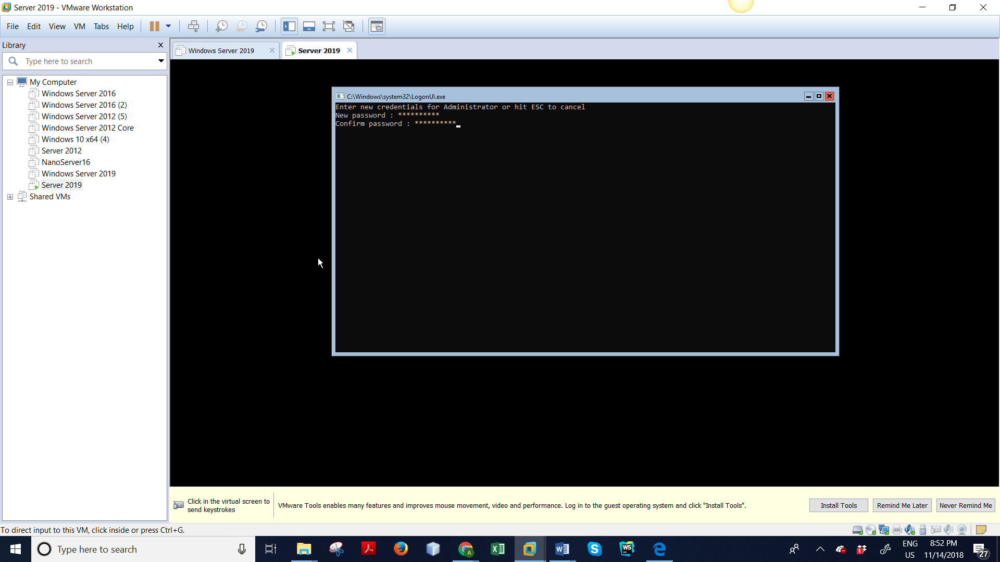 Server 2019 - VMware Workstation
File Edit View VM Tabs Help
Library
Type here to search
My Computer
Windows Server 2016
Windows Server 2016 (2)
Windows Server 2012 (5)
Windows Server 2012 Core
Windows 10 x64 (4)
Server 2012
NanoServer16
Windows Server 2019
Server 2019
Shared VMs
Windows Server 2019
Server 2019
C:\Windows\system32\LogonUI.exe
Enter new credentials for Administrator or hit ESC to cancel
New password : **********
Confirm password : **********
Click in the virtual screen to
send keystrokes
VMware Tools enables many features and improves mouse movement, video and performance. Log in to the guest operating system and click "Install Tools".
Install Tools
Remind Me Later
Never Remind Me
To direct input to this VM, click inside or press Ctrl+G.
Type here to search
WS
ENG
US
8:52 PM
11/14/2018
27